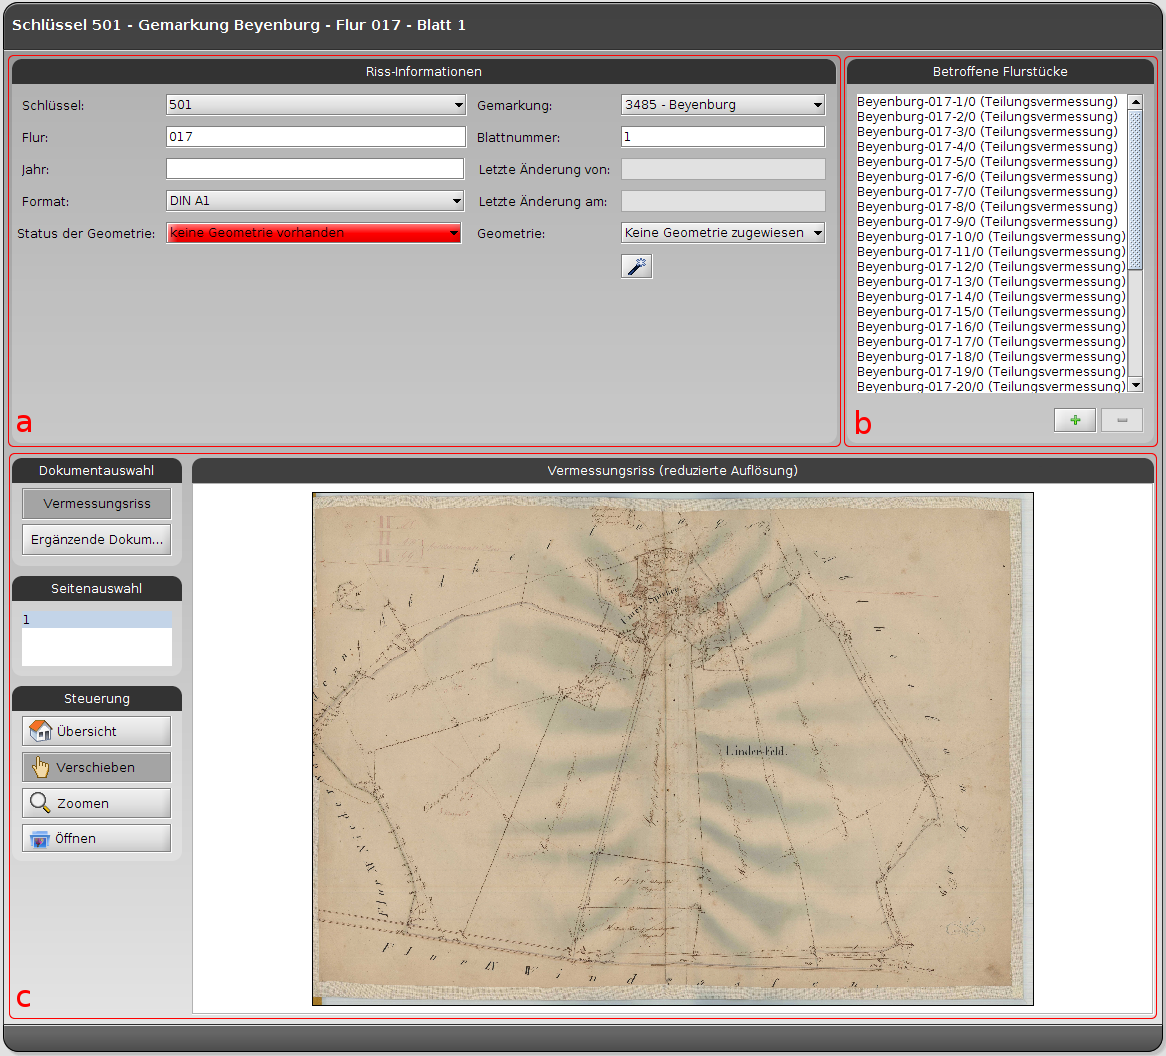 Schlüssel 501 - Gemarkung Beyenburg - Flur 017 - Blatt 1
Riss-Informationen
Schlüssel: 501 Gemarkung: 3485 - Beyenburg
Flur: 017 Blattnummer: 1
Jahr: Letzte Änderung von:
Format: DIN A1 Letzte Änderung am:
Status der Geometrie: keine Geometrie vorhanden Geometrie: Keine Geometrie zugewiesen
a
Betroffene Flurstücke
Beyenburg-017-1/0 (Teilungsvermessung)
Beyenburg-017-2/0 (Teilungsvermessung)
Beyenburg-017-3/0 (Teilungsvermessung)
Beyenburg-017-4/0 (Teilungsvermessung)
Beyenburg-017-5/0 (Teilungsvermessung)
Beyenburg-017-6/0 (Teilungsvermessung)
Beyenburg-017-7/0 (Teilungsvermessung)
Beyenburg-017-8/0 (Teilungsvermessung)
Beyenburg-017-9/0 (Teilungsvermessung)
Beyenburg-017-10/0 (Teilungsvermessung)
Beyenburg-017-11/0 (Teilungsvermessung)
Beyenburg-017-12/0 (Teilungsvermessung)
Beyenburg-017-13/0 (Teilungsvermessung)
Beyenburg-017-14/0 (Teilungsvermessung)
Beyenburg-017-15/0 (Teilungsvermessung)
Beyenburg-017-16/0 (Teilungsvermessung)
Beyenburg-017-17/0 (Teilungsvermessung)
Beyenburg-017-18/0 (Teilungsvermessung)
Beyenburg-017-19/0 (Teilungsvermessung)
Beyenburg-017-20/0 (Teilungsvermessung)
b
Dokumentauswahl
Vermessungsriss
Ergänzende Dokum...
Seitenauswahl
1
Steuerung
Übersicht
Verschieben
Zoomen
Öffnen
c
Vermessungsriss (reduzierte Auflösung)
Linder-Feld.